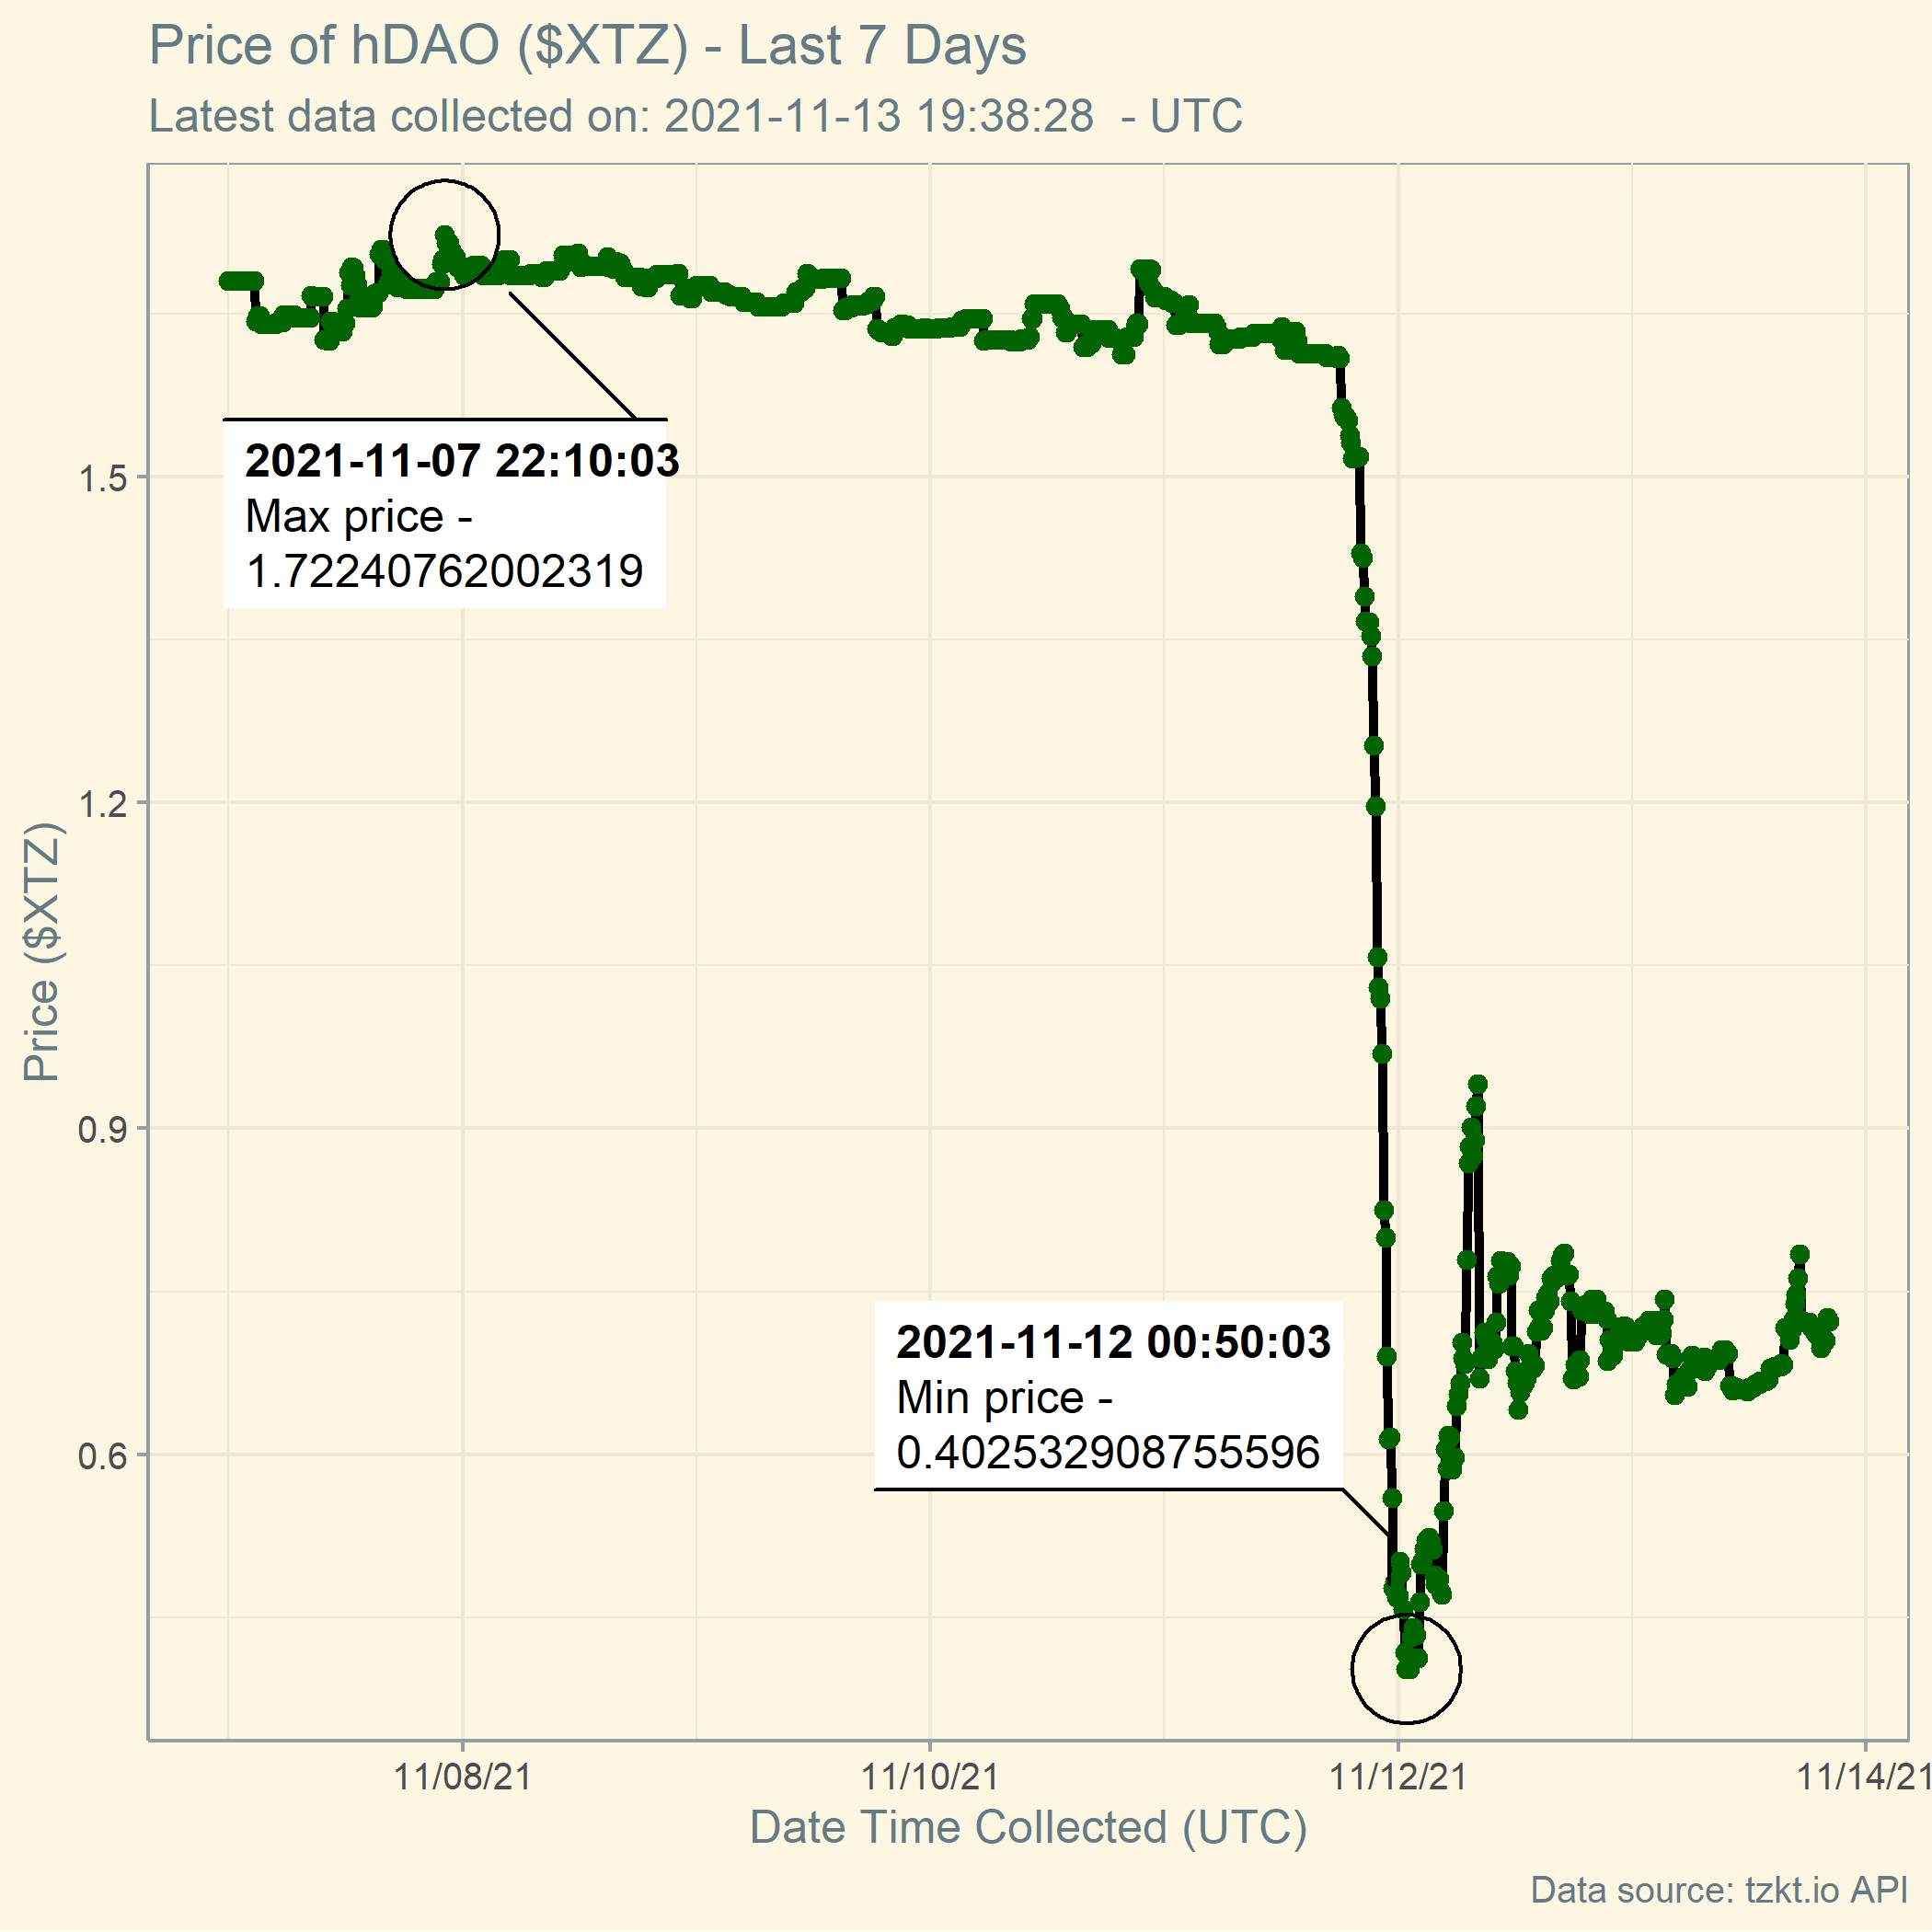 Price of hDAO ($XTZ) - Last 7 Days
Latest data collected on: 2021-11-13 19:38:28  - UTC
2021-11-07 22:10:03
Max price -
1.72240762002319
1.5
1.2
Price ($XTZ)
0.9
2021-11-12 00:50:03
Min price -
0.402532908755596
0.6
11/08/21
11/10/21
11/12/21
11/14/21
Date Time Collected (UTC)
Data source: tzkt.io API